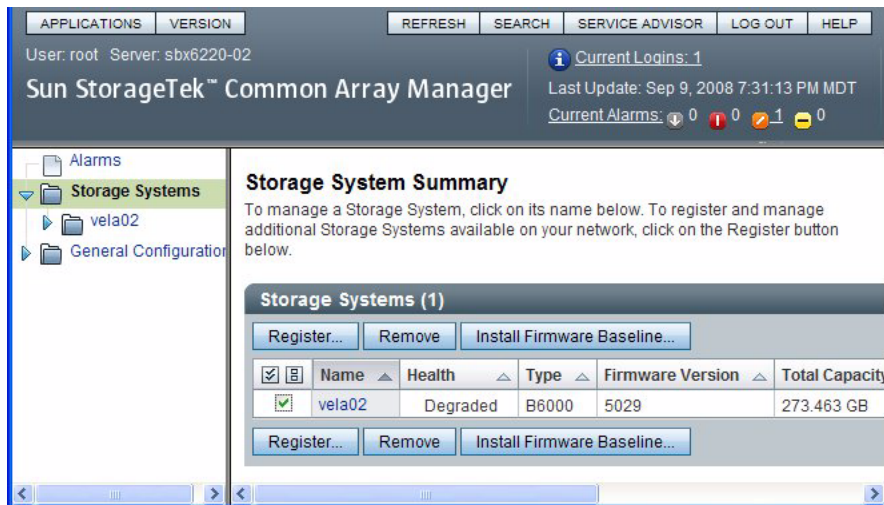 APPLICATIONS VERSION REFRESH SEARCH SERVICE ADVISOR LOG OUT HELP
User: root Server: sbx6220-02
Current Logins: 1
Sun StorageTek™ Common Array Manager
Last Update: Sep 9, 2008 7:31:13 PM MDT
Current Alarms: 0 0 1 0
Alarms
Storage Systems
vela02
General Configuration
Storage System Summary
To manage a Storage System, click on its name below. To register and manage
additional Storage Systems available on your network, click on the Register button
below.
Storage Systems (1)
Register... Remove Install Firmware Baseline...
Name Health Type Firmware Version Total Capacity
vela02 Degraded B6000 5029 273.463 GB
Register... Remove Install Firmware Baseline...